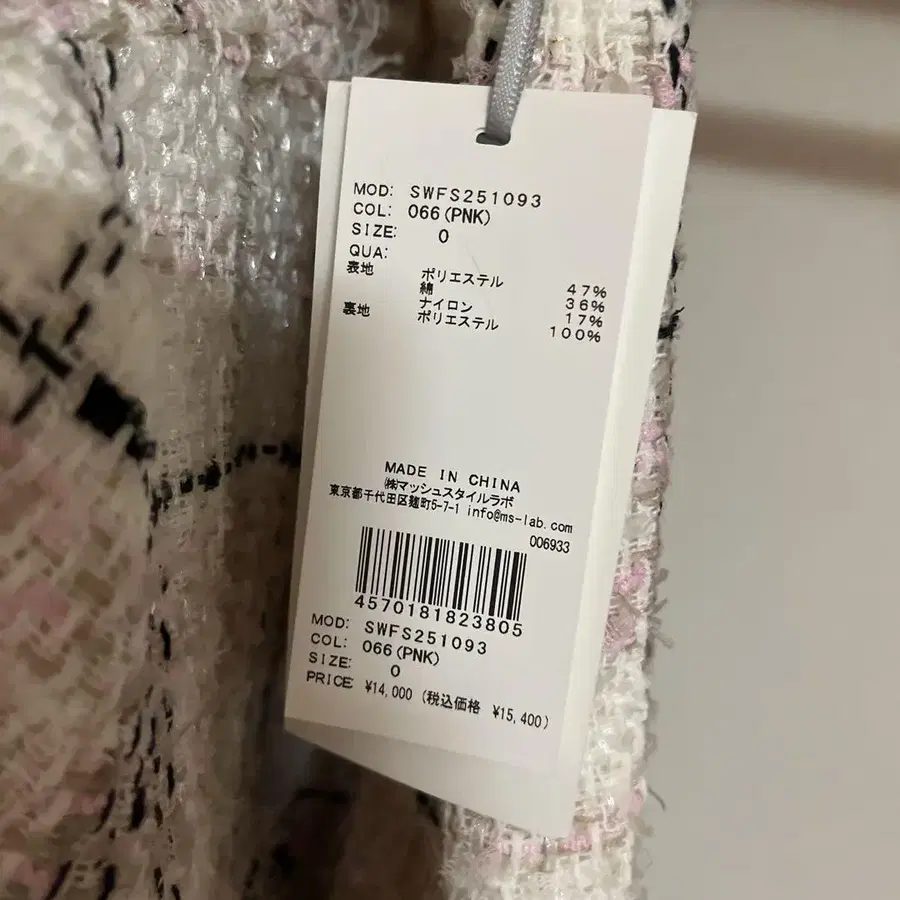 MOD: SWFS251093
COL: 066(PNK)
SIZE: 0
QUA:
表地 ポリエステル 47%
綿 36%
ナイロン 17%
裏地 ポリエステル 100%
MADE IN CHINA
㈱マッシュスタイルラボ
東京都千代田区麹町5-7-1 info@ms-lab.com
006933
4570181823805
MOD: SWFS251093
COL: 066(PNK)
SIZE: 0
PRICE: ¥14,000 (税込価格 ¥15,400)